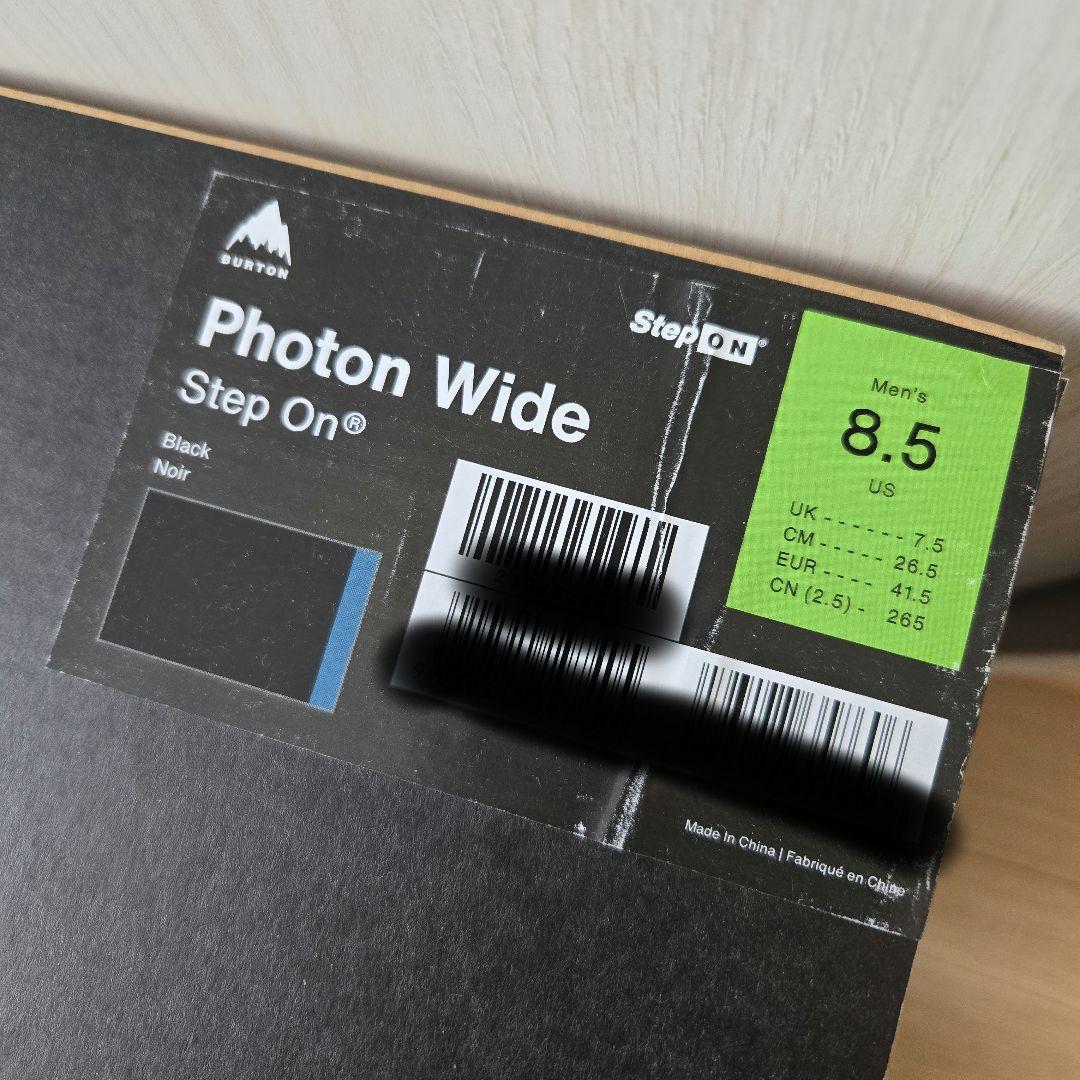 BURTON
Photon Wide
Step On®
Black
Noir
Step ON®
Men's
8.5
US
UK - - - - - - 7.5
CM - - - - - 26.5
EUR - - - - 41.5
CN (2.5) - 265
Made In China | Fabriqué en Chine